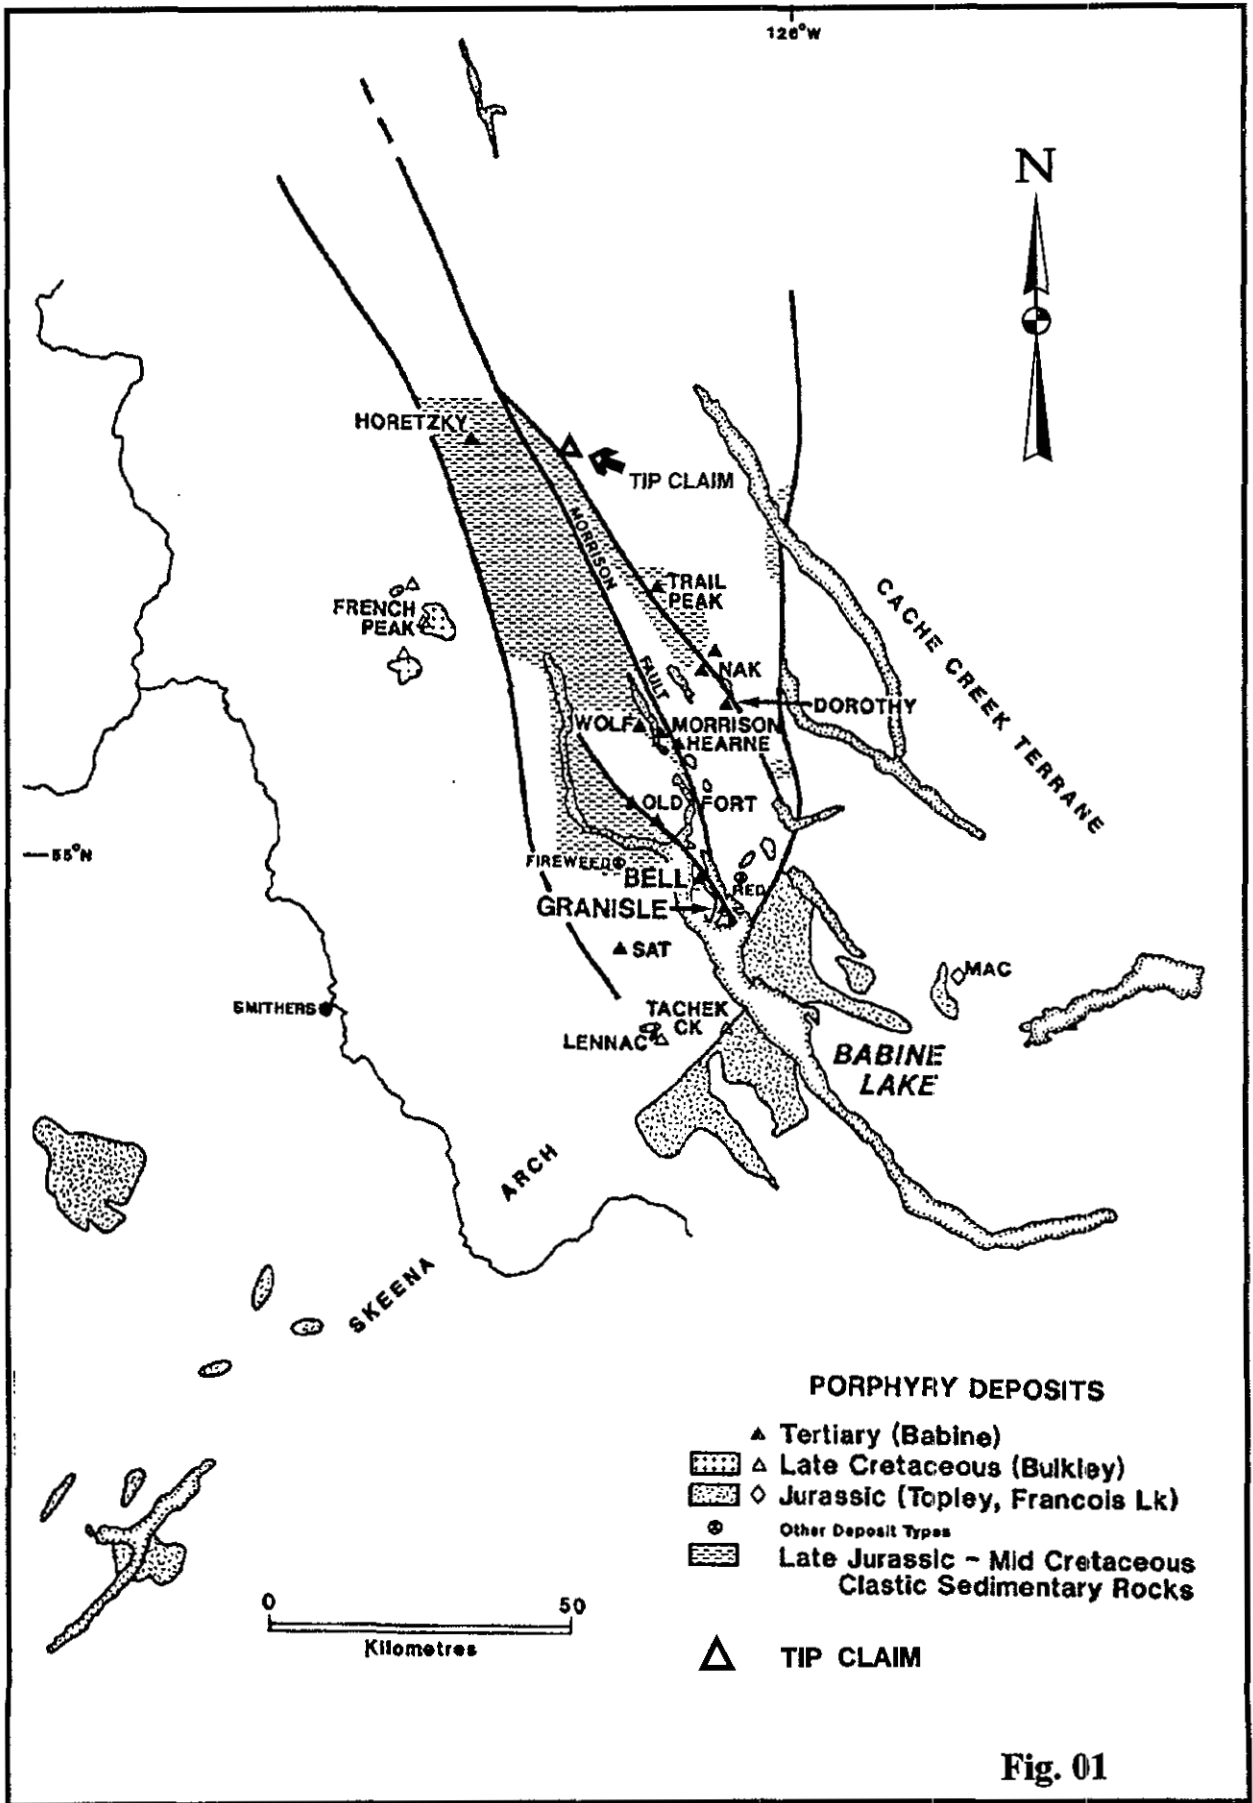 126°W
N
HORETZKY
TIP CLAIM
MORRISON
FAULT
TRAIL
PEAK
FRENCH
PEAK
NAK
CACHE CREEK TERRANE
DOROTHY
WOLF
MORRISON
HEARNE
OLD FORT
55°N
FIREWEED
BELL
RED
GRANISLE
SAT
MAC
SMITHERS
TACHEK
CK
LENNAC
BABINE
LAKE
SKEENA ARCH
PORPHYRY DEPOSITS
Tertiary (Babine)
Late Cretaceous (Bulkley)
Jurassic (Topley, Francois Lk)
Other Deposit Types
Late Jurassic - Mid Cretaceous
Clastic Sedimentary Rocks
0 50
Kilometres
TIP CLAIM
Fig. 01